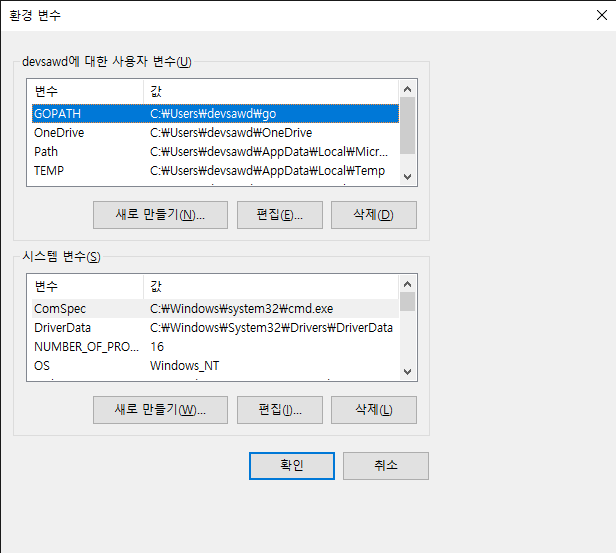 환경 변수
devsawd에 대한 사용자 변수(U)
변수 값
GOPATH C:₩Users₩devsawd₩go
OneDrive C:₩Users₩devsawd₩OneDrive
Path C:₩Users₩devsawd₩AppData₩Local₩Micr...
TEMP C:₩Users₩devsawd₩AppData₩Local₩Temp
새로 만들기(N)... 편집(E)... 삭제(D)
시스템 변수(S)
변수 값
ComSpec C:₩Windows₩system32₩cmd.exe
DriverData C:₩Windows₩System32₩Drivers₩DriverData
NUMBER_OF_PRO... 16
OS Windows_NT
새로 만들기(W)... 편집(I)... 삭제(L)
확인 취소